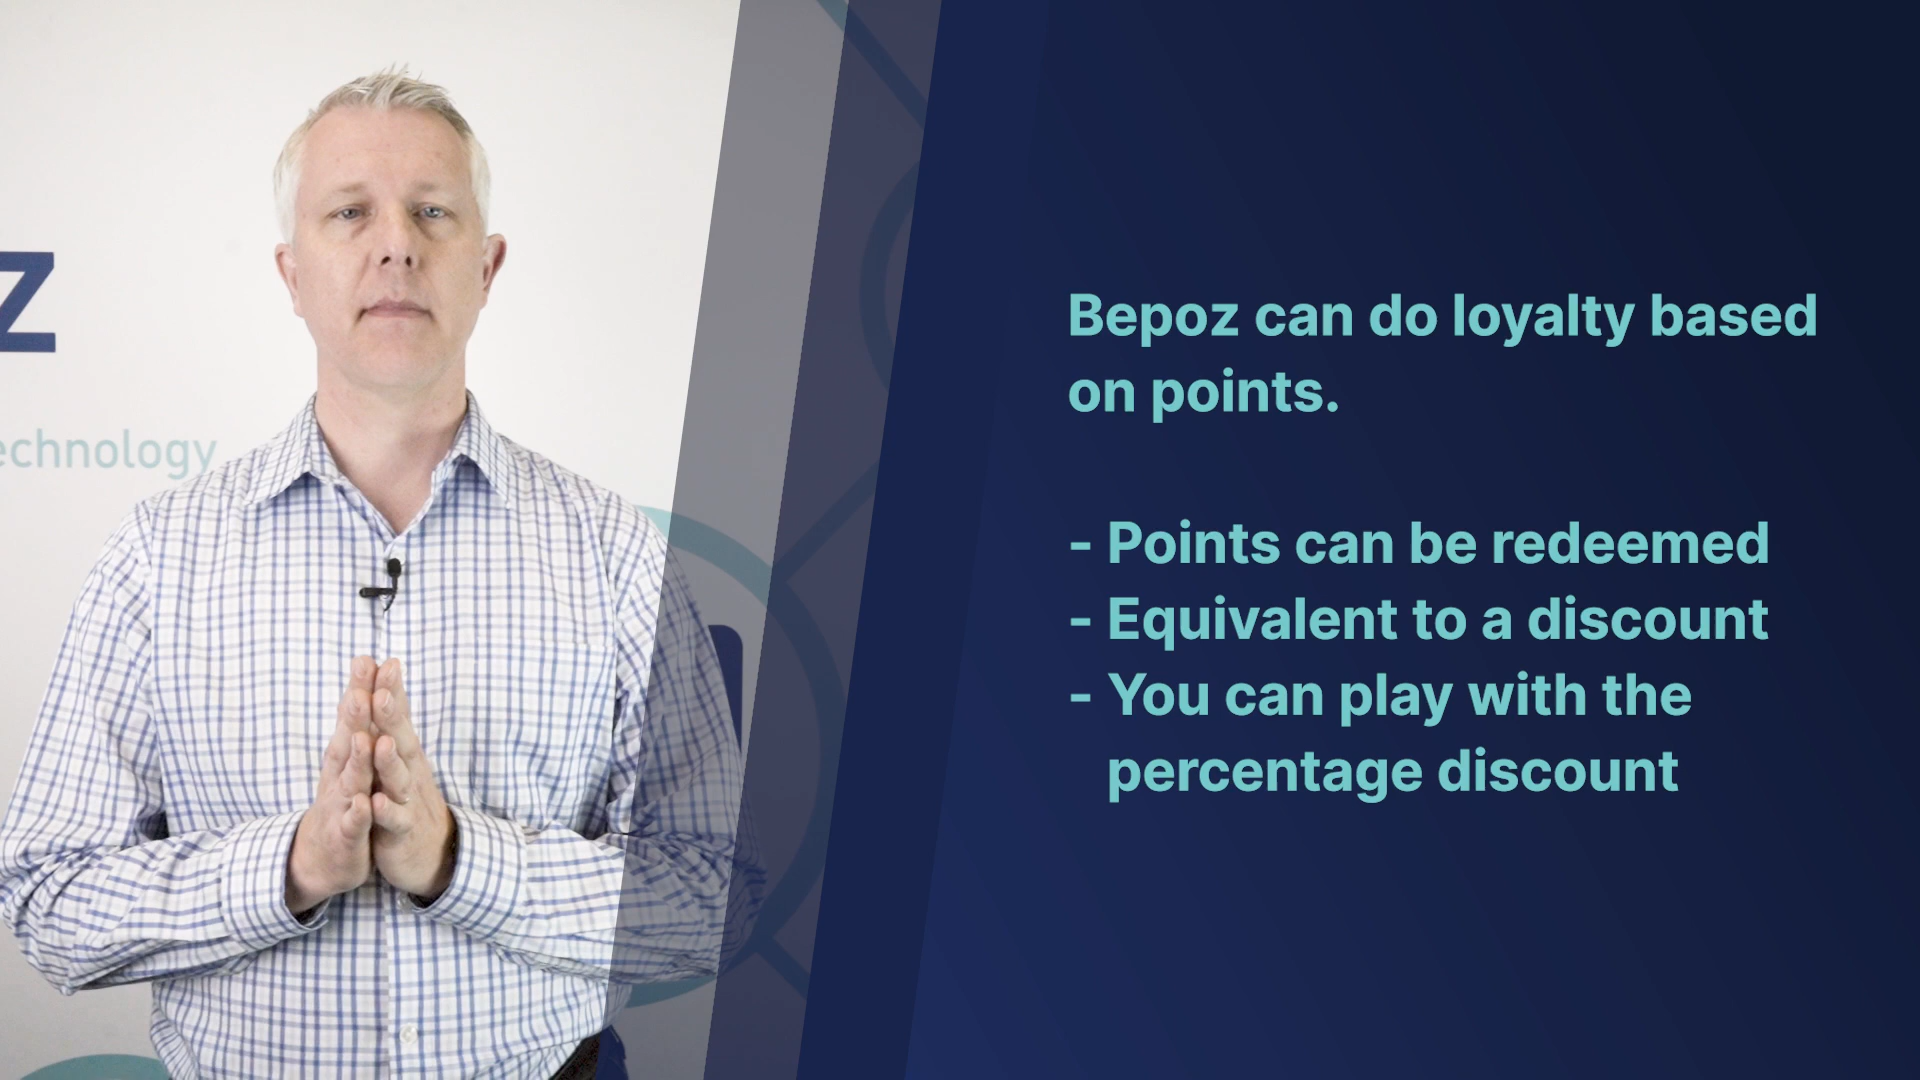 z
echnology
Bepoz can do loyalty based
on points.
- Points can be redeemed
- Equivalent to a discount
- You can play with the
percentage discount